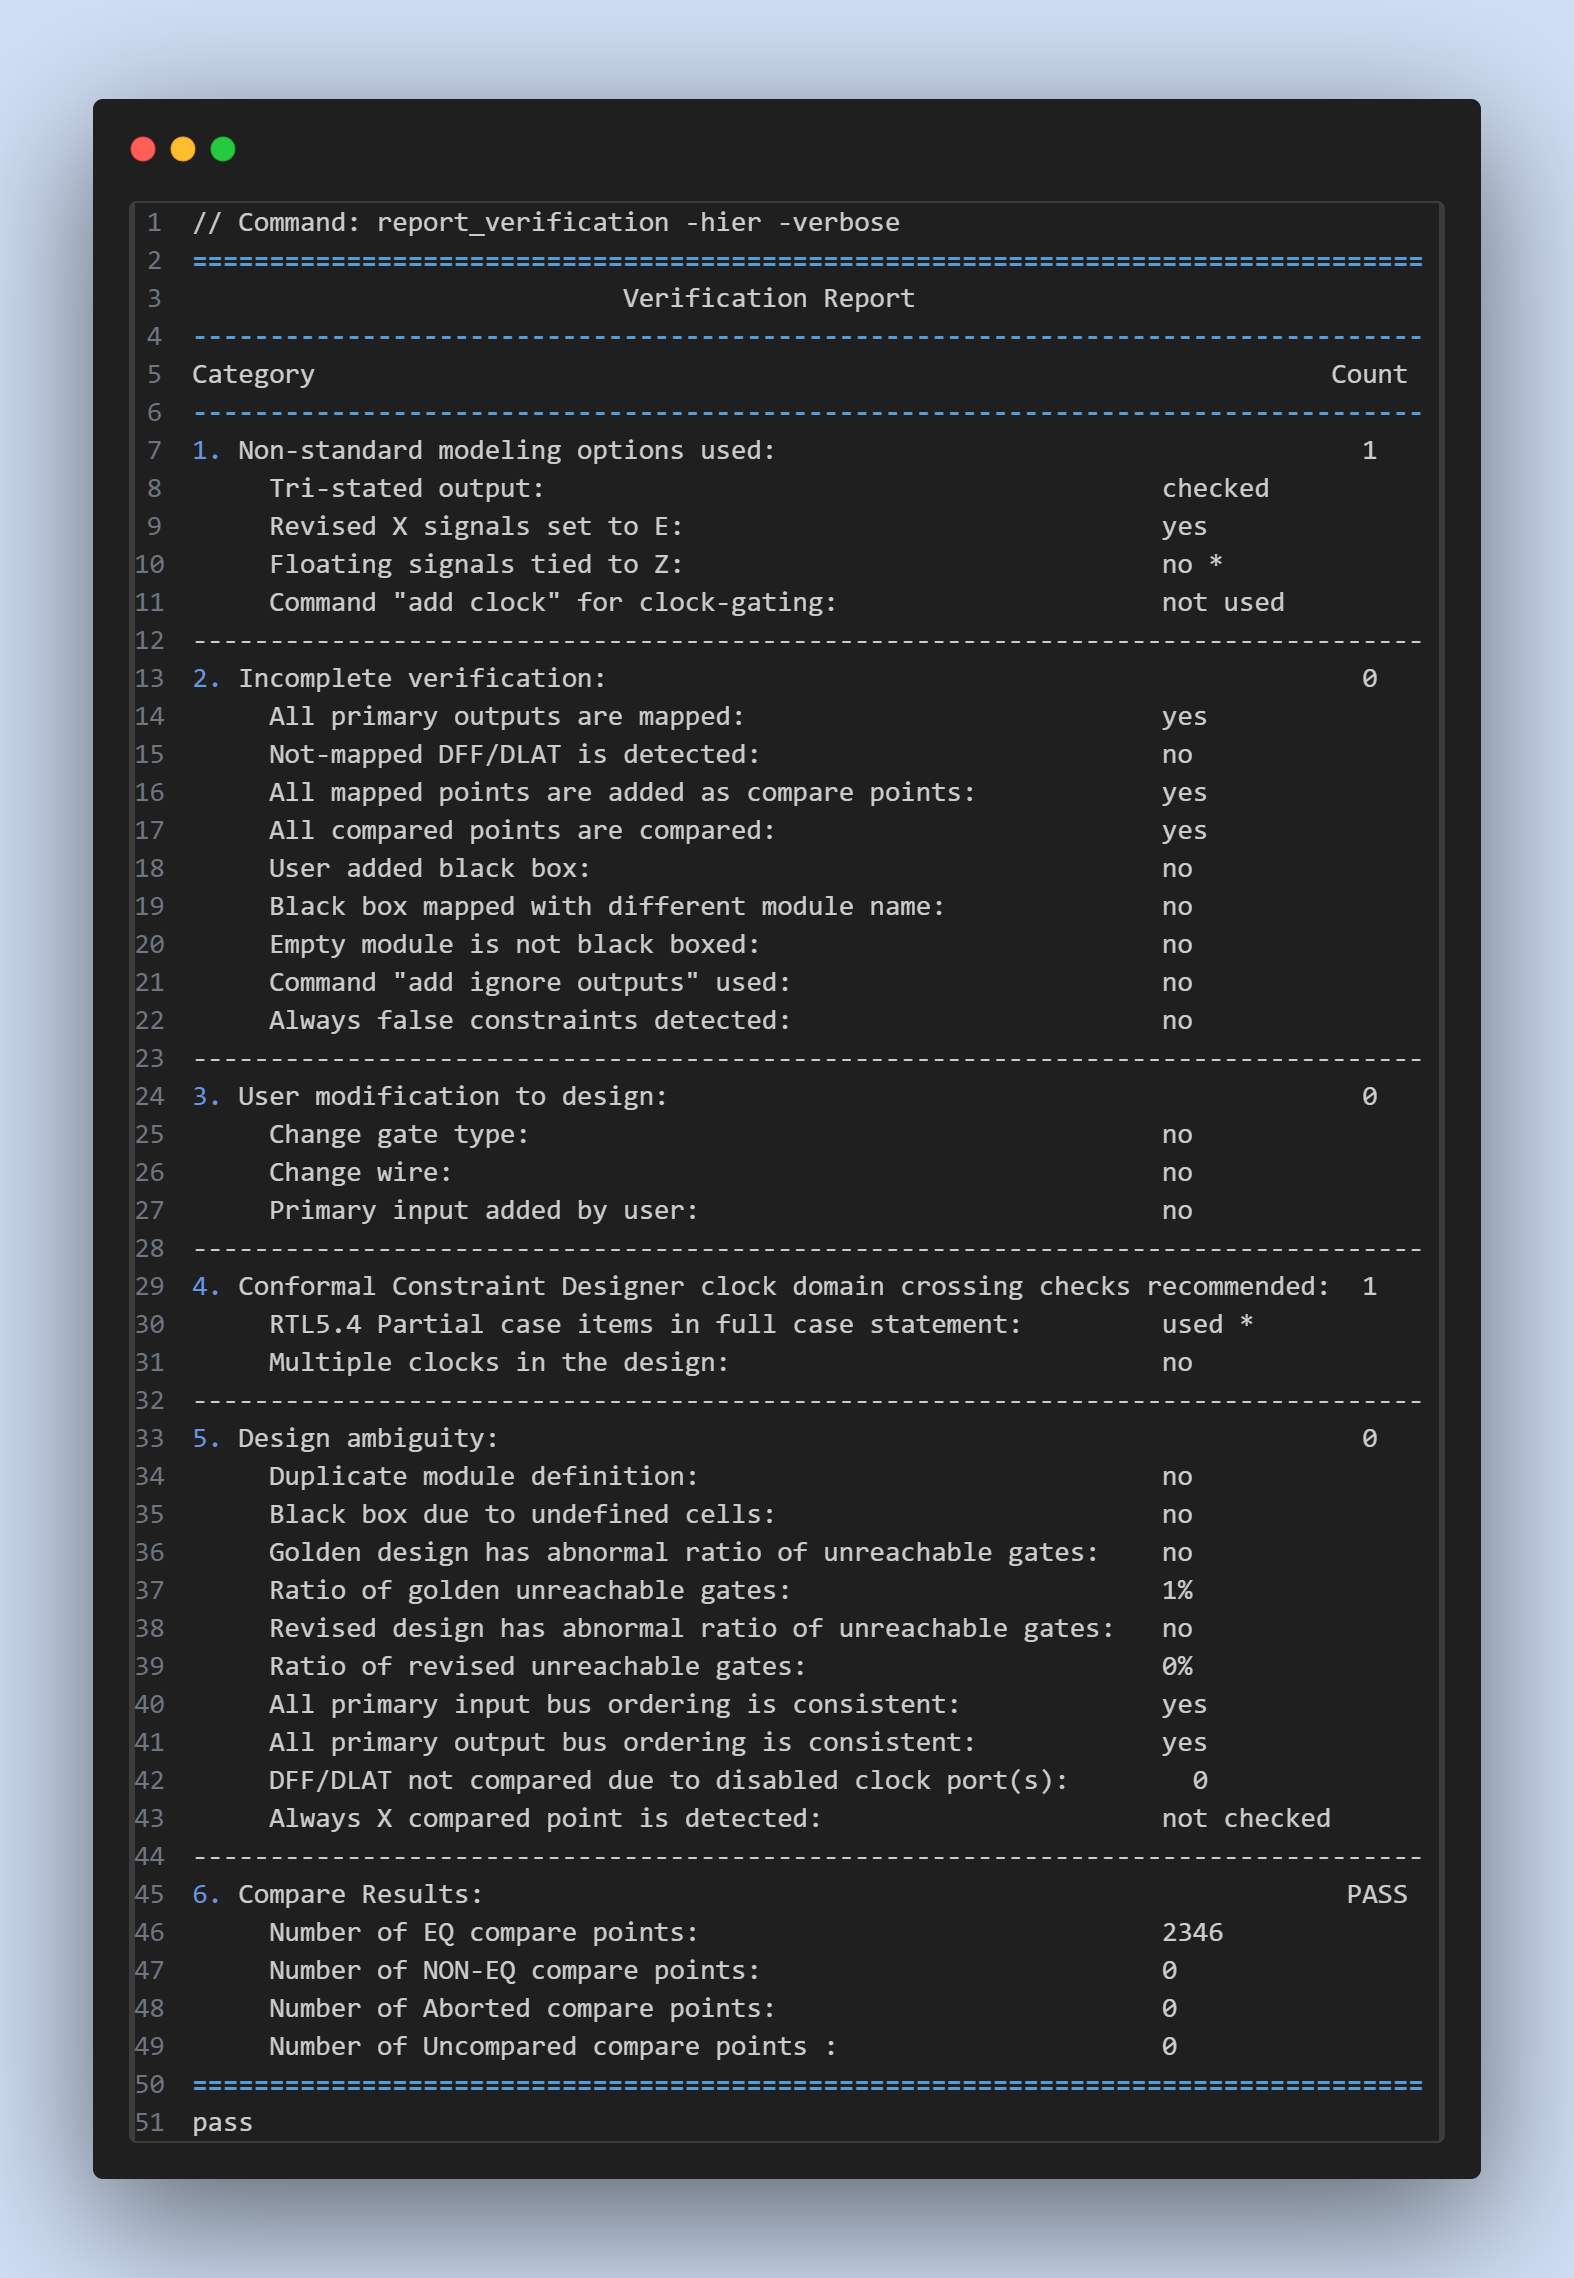 1 // Command: report_verification -hier -verbose
2 ================================================================================
3                             Verification Report
4 --------------------------------------------------------------------------------
5 Category                                                                  Count
6 --------------------------------------------------------------------------------
7 1. Non-standard modeling options used:                                      1
8      Tri-stated output:                                        checked
9      Revised X signals set to E:                               yes
10      Floating signals tied to Z:                               no *
11      Command "add clock" for clock-gating:                     not used
12 --------------------------------------------------------------------------------
13 2. Incomplete verification:                                                 0
14      All primary outputs are mapped:                           yes
15      Not-mapped DFF/DLAT is detected:                          no
16      All mapped points are added as compare points:            yes
17      All compared points are compared:                         yes
18      User added black box:                                     no
19      Black box mapped with different module name:              no
20      Empty module is not black boxed:                          no
21      Command "add ignore outputs" used:                        no
22      Always false constraints detected:                        no
23 --------------------------------------------------------------------------------
24 3. User modification to design:                                             0
25      Change gate type:                                         no
26      Change wire:                                              no
27      Primary input added by user:                              no
28 --------------------------------------------------------------------------------
29 4. Conformal Constraint Designer clock domain crossing checks recommended:  1
30      RTL5.4 Partial case items in full case statement:         used *
31      Multiple clocks in the design:                            no
32 --------------------------------------------------------------------------------
33 5. Design ambiguity:                                                        0
34      Duplicate module definition:                              no
35      Black box due to undefined cells:                         no
36      Golden design has abnormal ratio of unreachable gates:    no
37      Ratio of golden unreachable gates:                        1%
38      Revised design has abnormal ratio of unreachable gates:   no
39      Ratio of revised unreachable gates:                       0%
40      All primary input bus ordering is consistent:             yes
41      All primary output bus ordering is consistent:            yes
42      DFF/DLAT not compared due to disabled clock port(s):        0
43      Always X compared point is detected:                      not checked
44 --------------------------------------------------------------------------------
45 6. Compare Results:                                                        PASS
46      Number of EQ compare points:                              2346
47      Number of NON-EQ compare points:                          0
48      Number of Aborted compare points:                         0
49      Number of Uncompared compare points :                     0
50 ================================================================================
51 pass